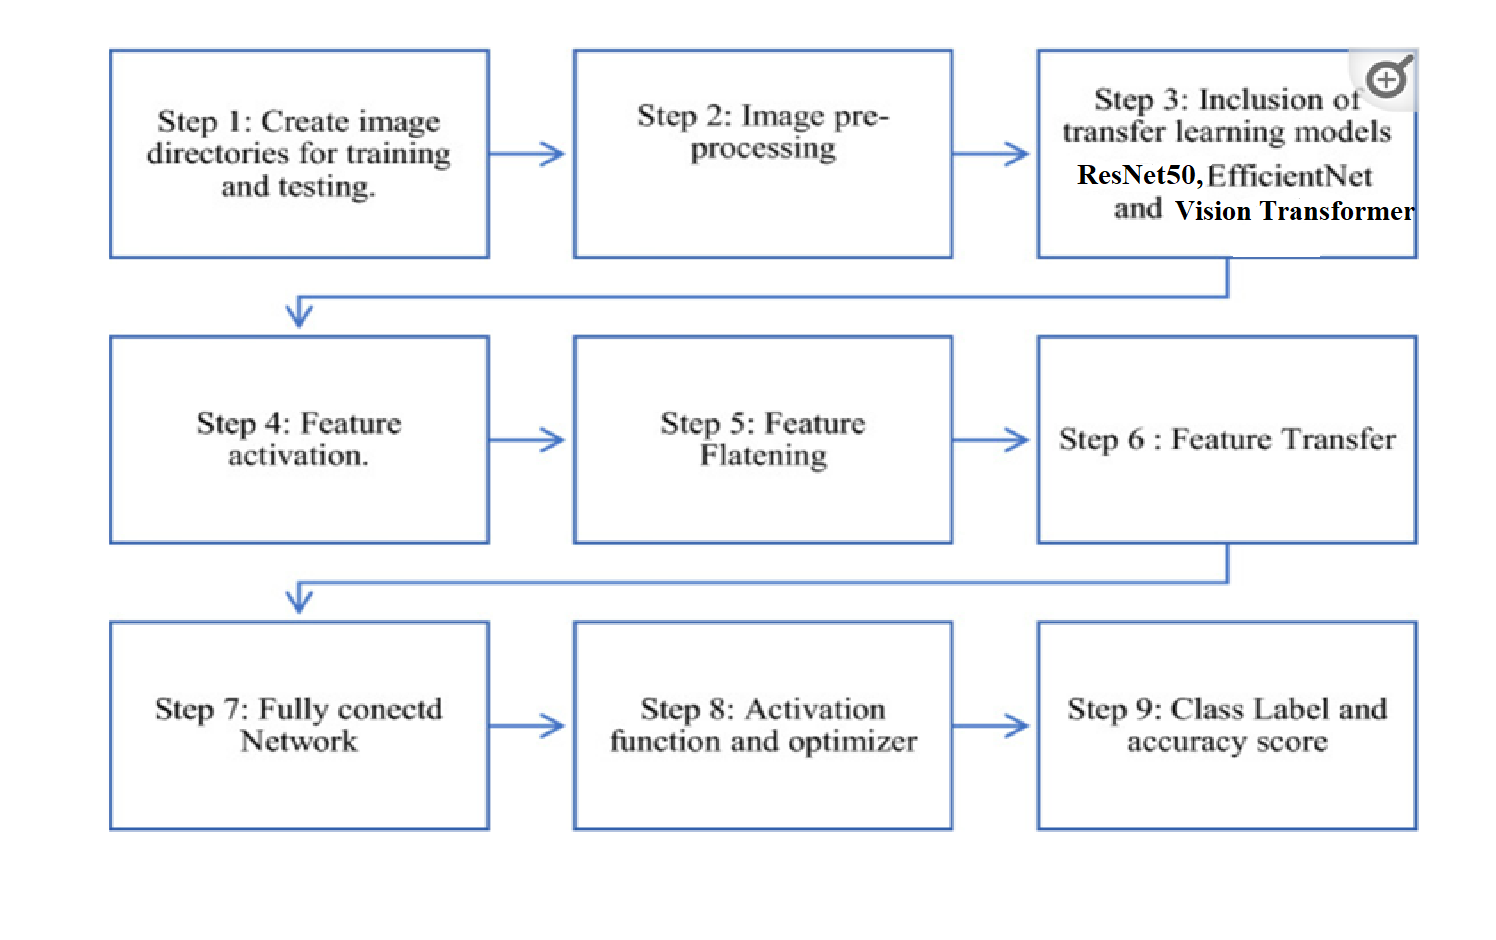 Step 1: Create image
directories for training
and testing.
Step 2: Image pre-
processing
Step 3: Inclusion of
transfer learning models
ResNet50, EfficientNet
and Vision Transformer
Step 4: Feature
activation.
Step 5: Feature
Flatening
Step 6 : Feature Transfer
Step 7: Fully conectd
Network
Step 8: Activation
function and optimizer
Step 9: Class Label and
accuracy score